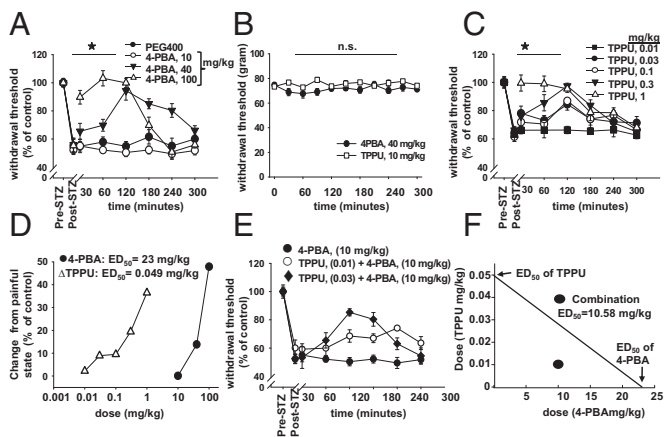 A
withdrawal threshold
(% of control)
120
100
80
60
40
0
Pre-STZ
Post-STZ
30 60 120 180 240 300
time (minutes)
★
PEG400
4-PBA, 10
4-PBA, 40
4-PBA, 100
mg/kg
B
withdrawal threshold (gram)
100
80
60
40
20
0
0 30 60 90 120 150 180 240 300
time (minutes)
n.s.
4PBA, 40 mg/kg
TPPU, 10 mg/kg
C
withdrawal threshold
(% of control)
120
100
80
60
40
0
Pre-STZ
Post-STZ
30 60 120 180 240 300
time (minutes)
★
mg/kg
TPPU, 0.01
TPPU, 0.03
TPPU, 0.1
TPPU, 0.3
TPPU, 1
D
Change from painful
state (% of control)
50
40
30
20
10
0
0.001 0.01 0.1 1 10 100
dose (mg/kg)
4-PBA: ED50= 23 mg/kg
TPPU: ED50= 0.049 mg/kg
E
withdrawal threshold
(% of control)
120
100
80
60
40
0
Pre-STZ
Post-STZ
30 60 120 180 240
time (minutes)
4-PBA, (10 mg/kg)
TPPU, (0.01) + 4-PBA, (10 mg/kg)
TPPU, (0.03) + 4-PBA, (10 mg/kg)
F
Dose (TPPU mg/kg)
0.05
0.04
0.03
0.02
0.01
0
5 10 15 20 25
dose (4-PBAmg/kg)
ED50 of TPPU
Combination
ED50=10.58 mg/kg
ED50 of
4-PBA